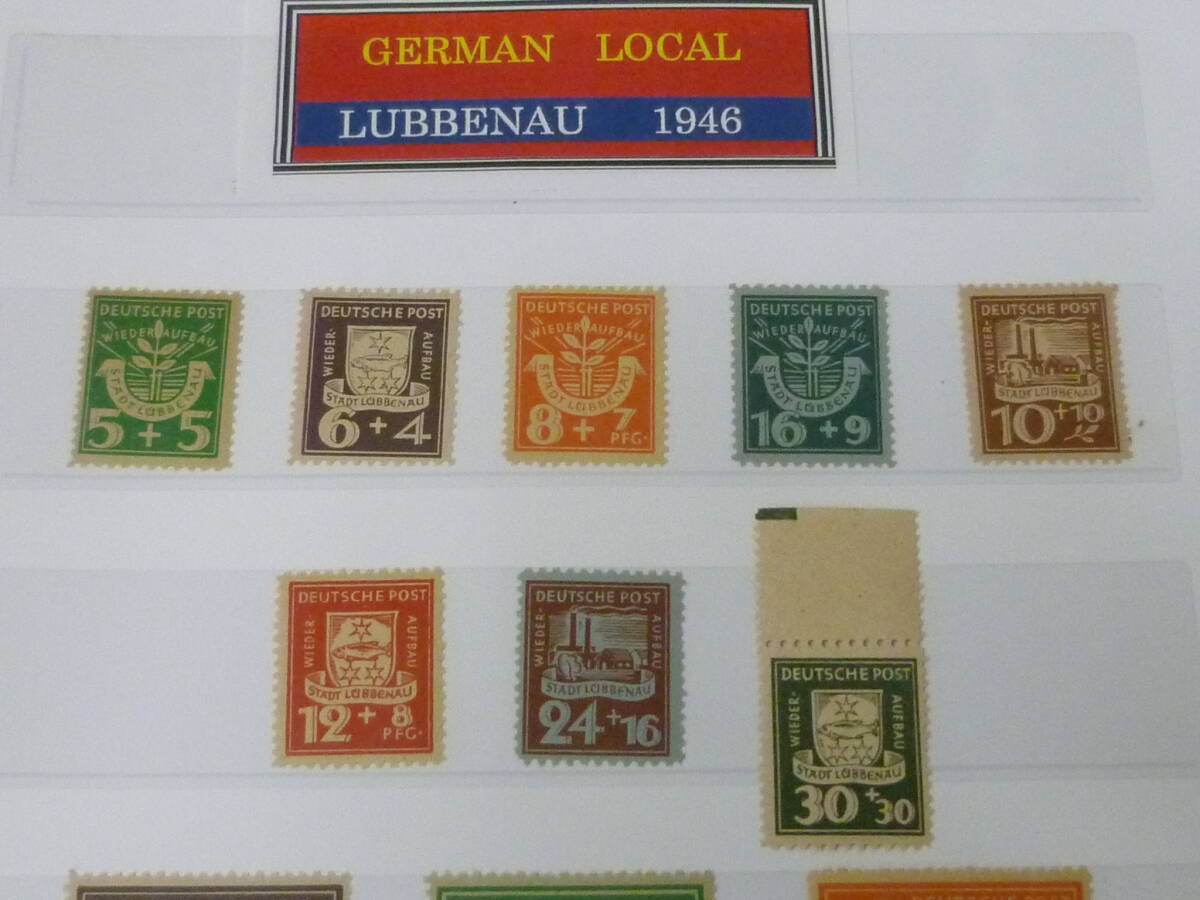 GERMAN LOCAL
LUBBENAU 1946
DEUTSCHE POST
WIEDERAUFBAU
STADT LÜBBENAU
5+5
DEUTSCHE POST
WIEDER-
AUFBAU
STADT LÜBBENAU
6+4
DEUTSCHE POST
WIEDERAUFBAU
STADT LÜBBENAU
8+7
PFG.
DEUTSCHE POST
WIEDERAUFBAU
STADT LÜBBENAU
16+9
DEUTSCHE POST
WIEDER-
AUFBAU
STADT LÜBBENAU
10+10
DEUTSCHE POST
WIEDER-
AUFBAU
STADT LÜBBENAU
12+8
PFG.
DEUTSCHE POST
WIEDER-
AUFBAU
STADT LÜBBENAU
24+16
DEUTSCHE POST
WIEDER-
AUFBAU
STADT LÜBBENAU
30+30